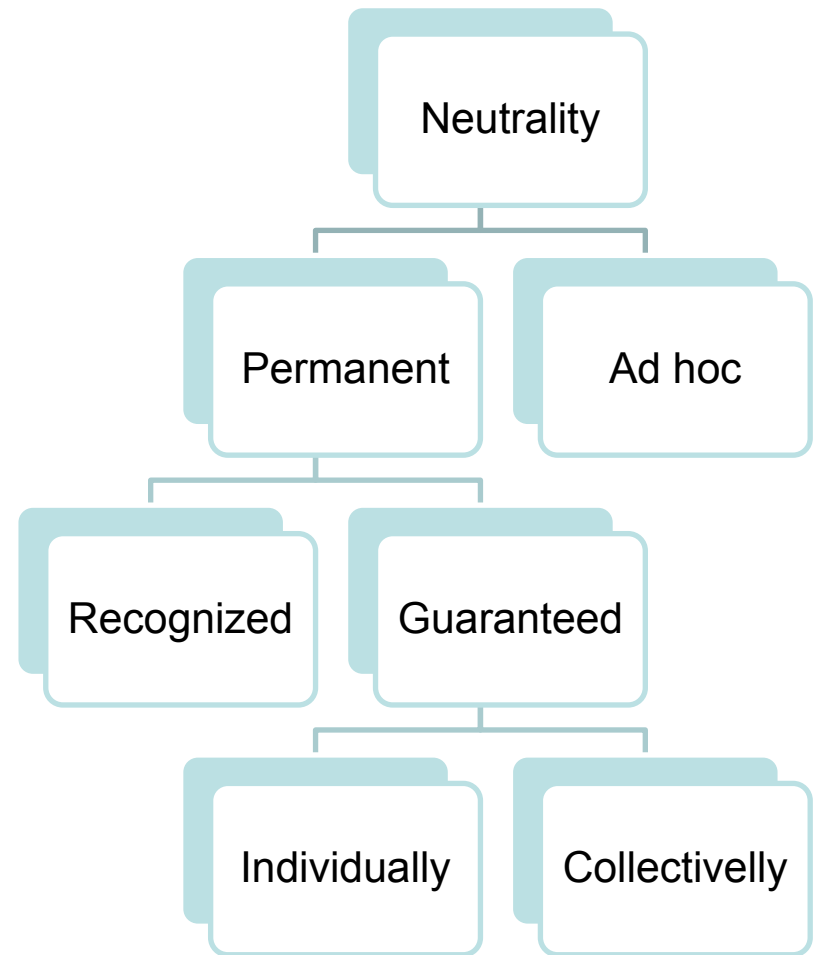 Neutrality
Permanent
Ad hoc
Recognized
Guaranteed
Individually
Collectivelly